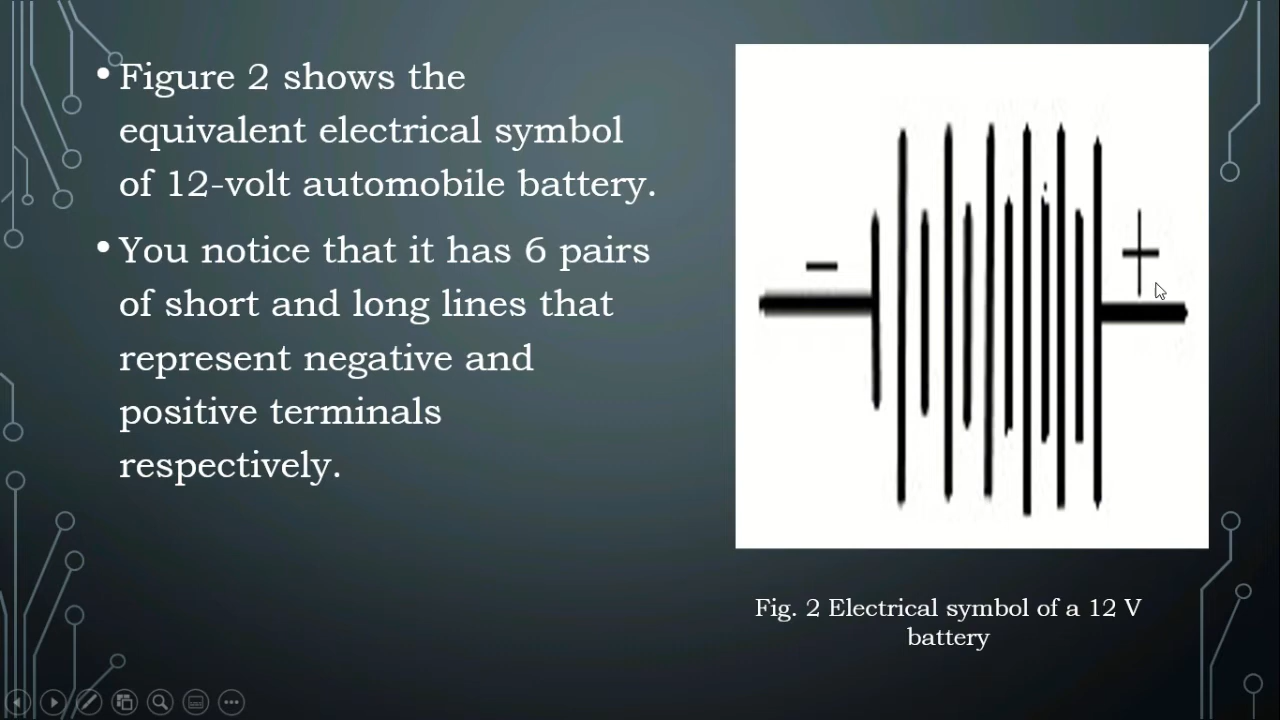 • Figure 2 shows the
equivalent electrical symbol
of 12-volt automobile battery.
• You notice that it has 6 pairs
of short and long lines that
represent negative and
positive terminals
respectively.
− +
Fig. 2 Electrical symbol of a 12 V
battery